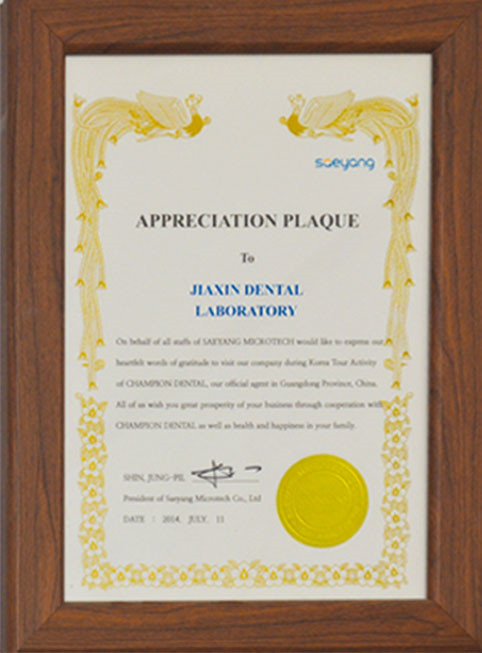 saeyang
APPRECIATION PLAQUE
To
JIAXIN DENTAL
LABORATORY
On behalf of all staffs of SAEYANG MICROTECH would like to express our
heartfelt words of gratitude to visit our company during Korea Tour Activity
of CHAMPION DENTAL, our official agent in Guangdong Province, China.
All of us wish you great prosperity of your business through cooperation with
CHAMPION DENTAL as well as health and happiness in your family.
SHIN, JUNG-PIL
President of Saeyang Microtech Co., Ltd
DATE : 2014. JULY. 11